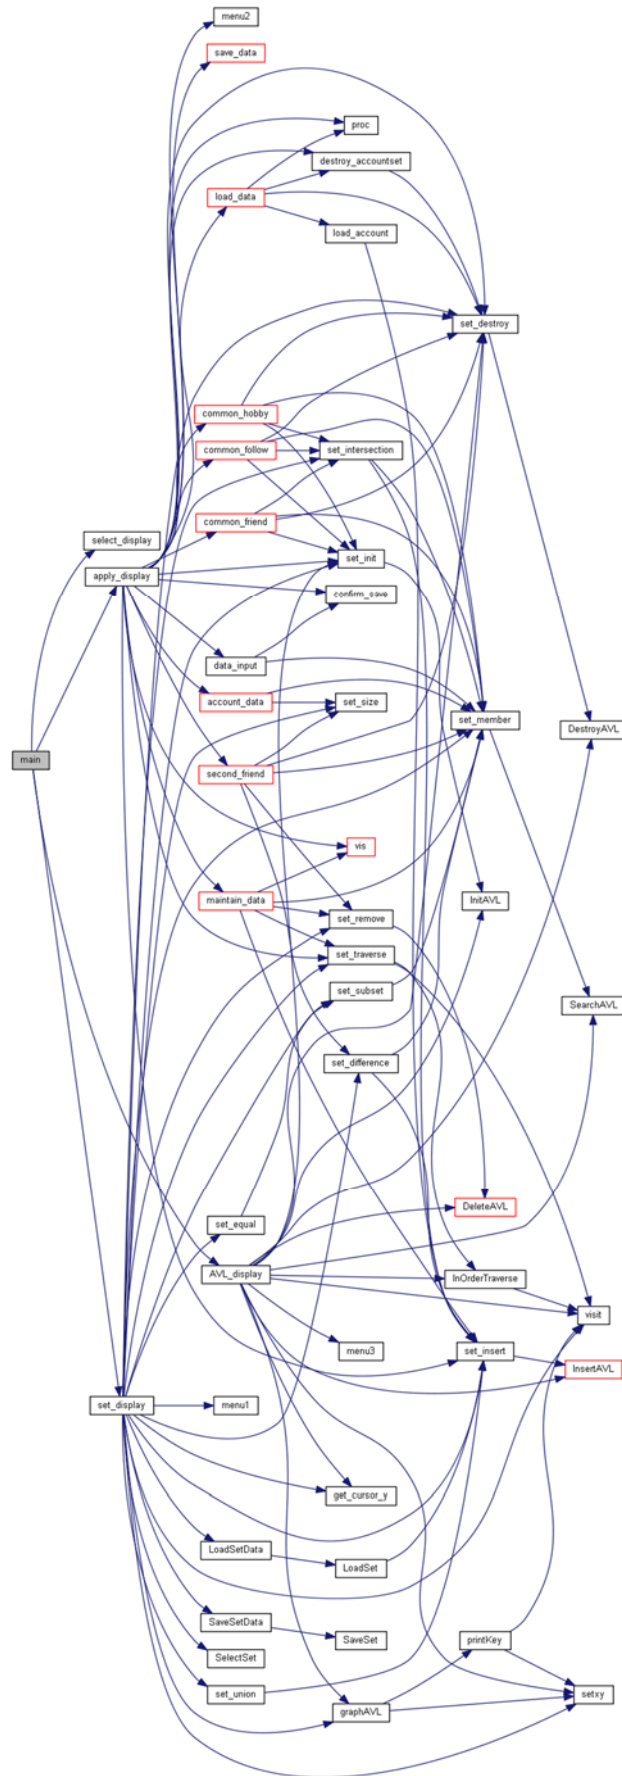 menu2
save_data
proc
destroy_accountset
load_data
load_account
set_destroy
common_hobby
common_follow
set_intersection
common_friend
select_display
set_init
apply_display
confirm_save
data_input
account_data
set_size
set_member
DestroyAVL
main
second_friend
vis
maintain_data
InitAVL
set_remove
set_traverse
set_subset
SearchAVL
set_difference
DeleteAVL
set_equal
AVL_display
InOrderTraverse
visit
menu3
set_insert
InsertAVL
set_display
menu1
get_cursor_y
LoadSetData
LoadSet
SaveSetData
SaveSet
printKey
SelectSet
set_union
setxy
graphAVL